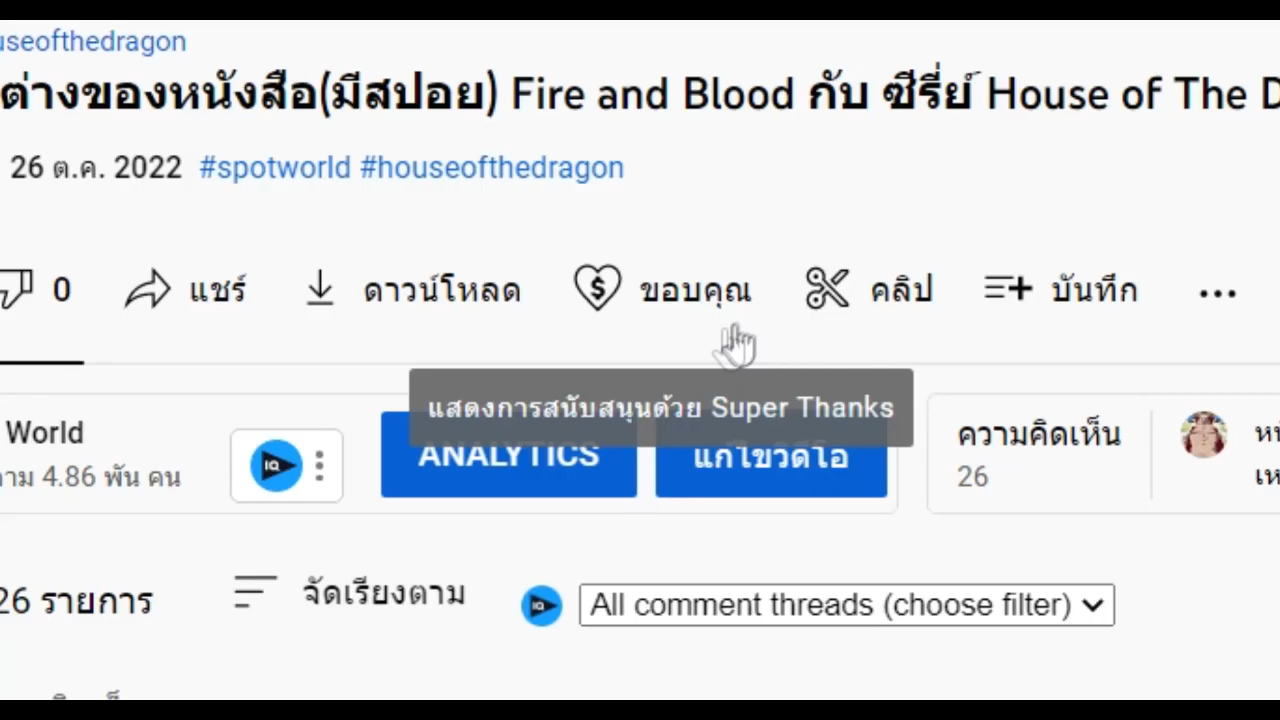 useofthedragon
ต่างของหนังสือ(มีสปอย) Fire and Blood กับ ซีรี่ย์ House of The D
26 ต.ค. 2022 #spotworld #houseofthedragon
0 แชร์ ดาวน์โหลด ขอบคุณ คลิป บันทึก ...
แสดงการสนับสนุนด้วย Super Thanks
World
าม 4.86 พัน คน
IQ
ANALYTICS แก้ไขวิดีโอ
ความคิดเห็น
26
26 รายการ จัดเรียงตาม IQ All comment threads (choose filter)